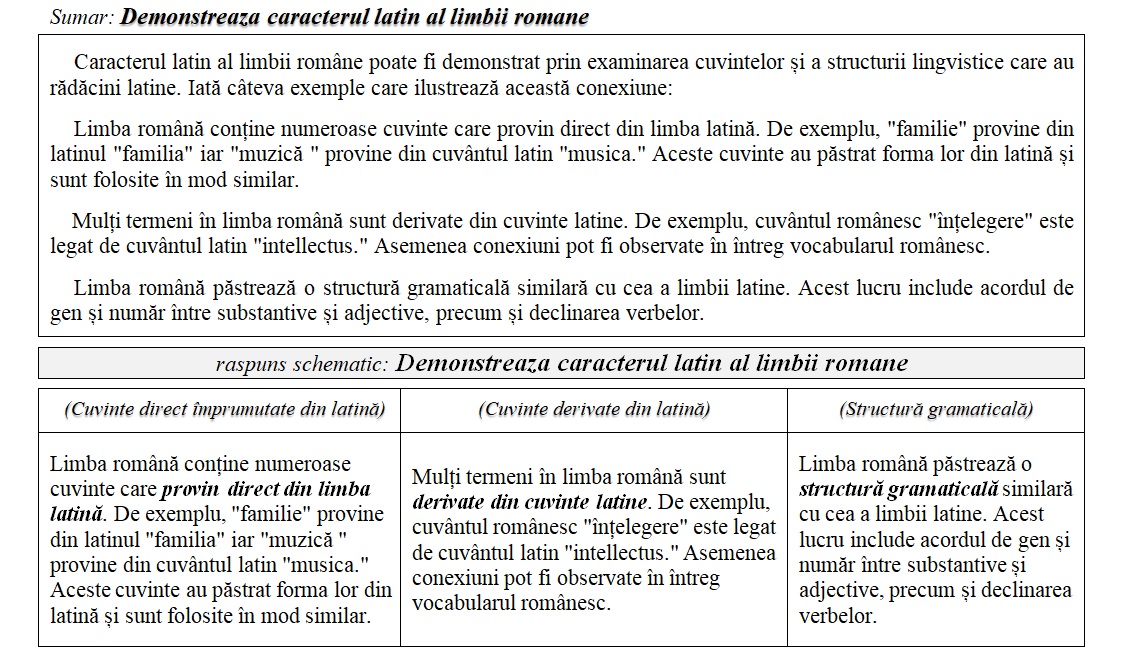 Sumar: Demonstreaza caracterul latin al limbii romane
Caracterul latin al limbii române poate fi demonstrat prin examinarea cuvintelor și a structurii lingvistice care au
rădăcini latine. Iată câteva exemple care ilustrează această conexiune:
Limba română conține numeroase cuvinte care provin direct din limba latină. De exemplu, "familie" provine din
latinul "familia" iar "muzică " provine din cuvântul latin "musica." Aceste cuvinte au păstrat forma lor din latină și
sunt folosite în mod similar.
Mulți termeni în limba română sunt derivate din cuvinte latine. De exemplu, cuvântul românesc "înțelegere" este
legat de cuvântul latin "intellectus." Asemenea conexiuni pot fi observate în întreg vocabularul românesc.
Limba română păstrează o structură gramaticală similară cu cea a limbii latine. Acest lucru include acordul de
gen și număr între substantive și adjective, precum și declinarea verbelor.
raspuns schematic: Demonstreaza caracterul latin al limbii romane
(Cuvinte direct împrumutate din latină)
(Cuvinte derivate din latină)
(Structură gramaticală)
Limba română conține numeroase
cuvinte care provin direct din limba
latină. De exemplu, "familie" provine
din latinul "familia" iar "muzică "
provine din cuvântul latin "musica."
Aceste cuvinte au păstrat forma lor din
latină și sunt folosite în mod similar.
Mulți termeni în limba română sunt
derivate din cuvinte latine. De exemplu,
cuvântul românesc "înțelegere" este legat
de cuvântul latin "intellectus." Asemenea
conexiuni pot fi observate în întreg
vocabularul românesc.
Limba română păstrează o
structură gramaticală similară
cu cea a limbii latine. Acest
lucru include acordul de gen și
număr între substantive și
adjective, precum și declinarea
verbelor.